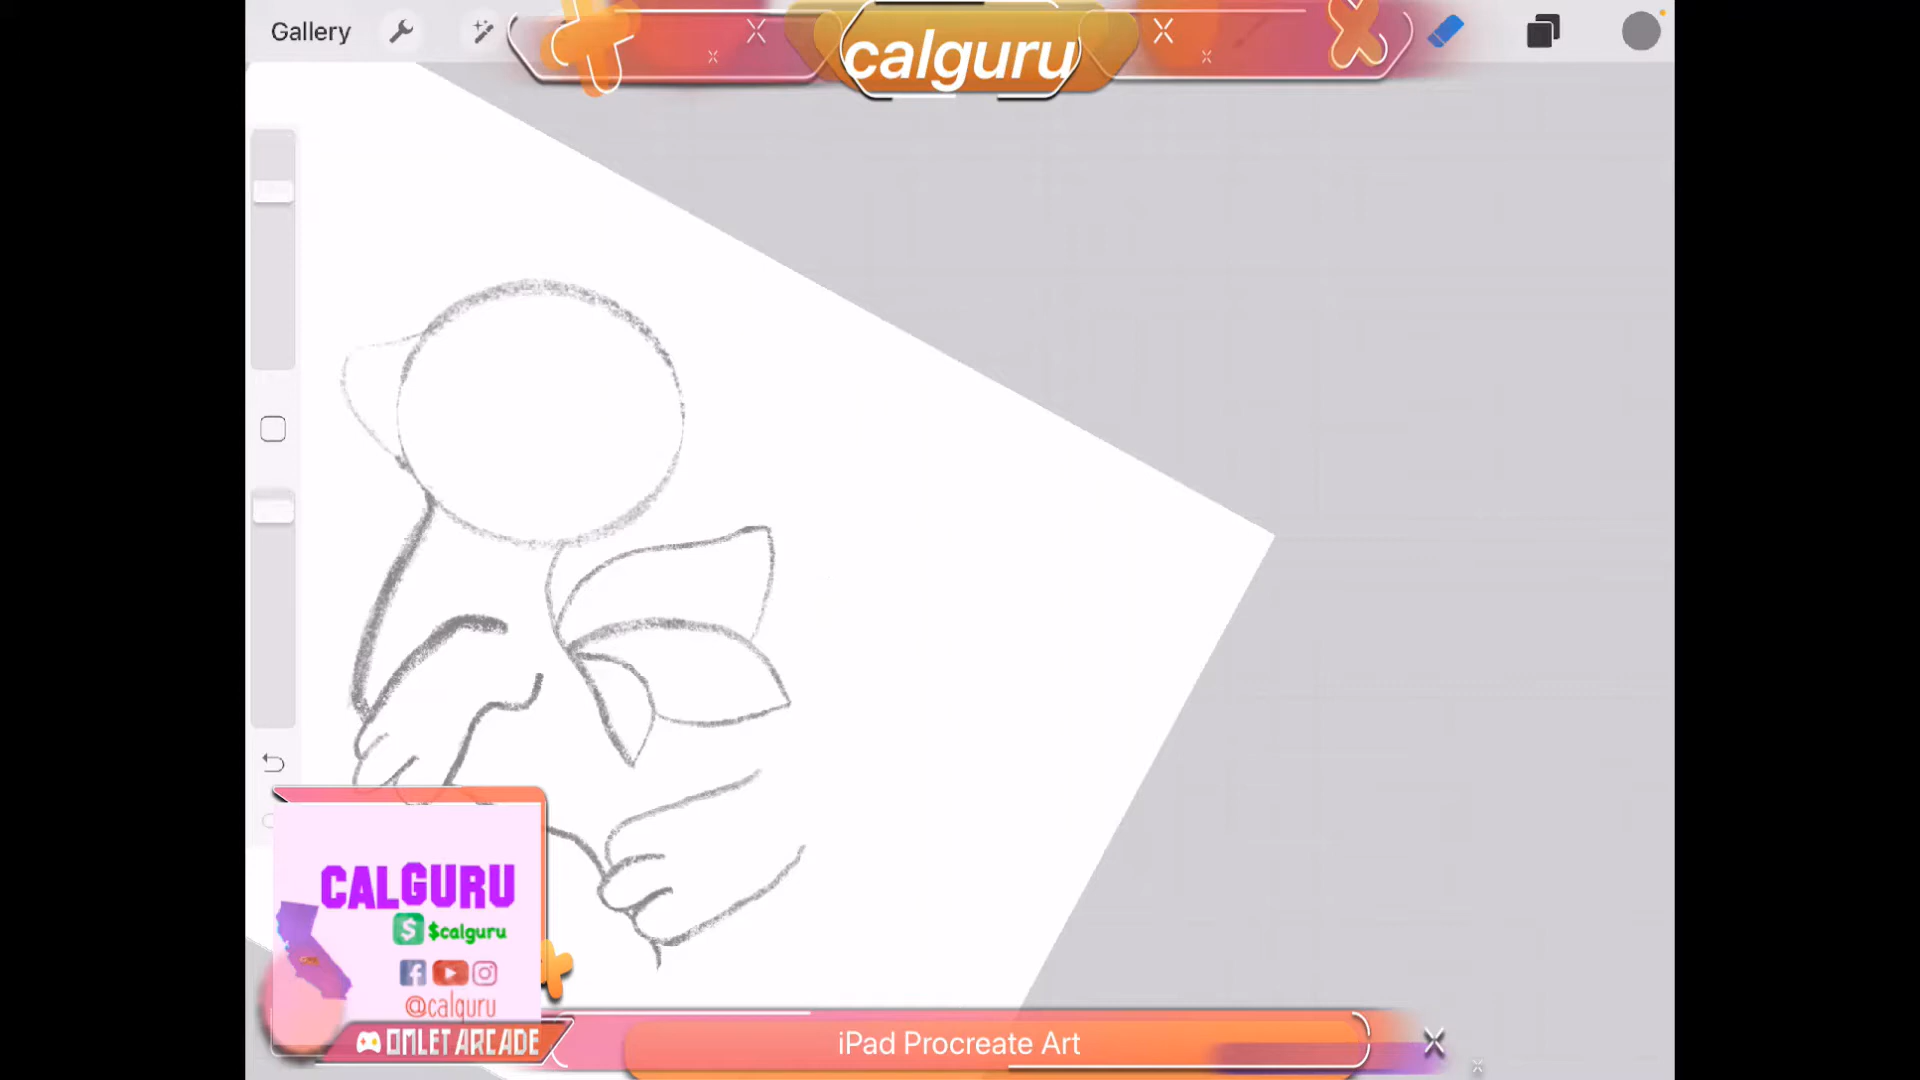 Gallery
calguru
CALGURU
$calguru
@calguru
OMLET ARCADE
iPad Procreate Art